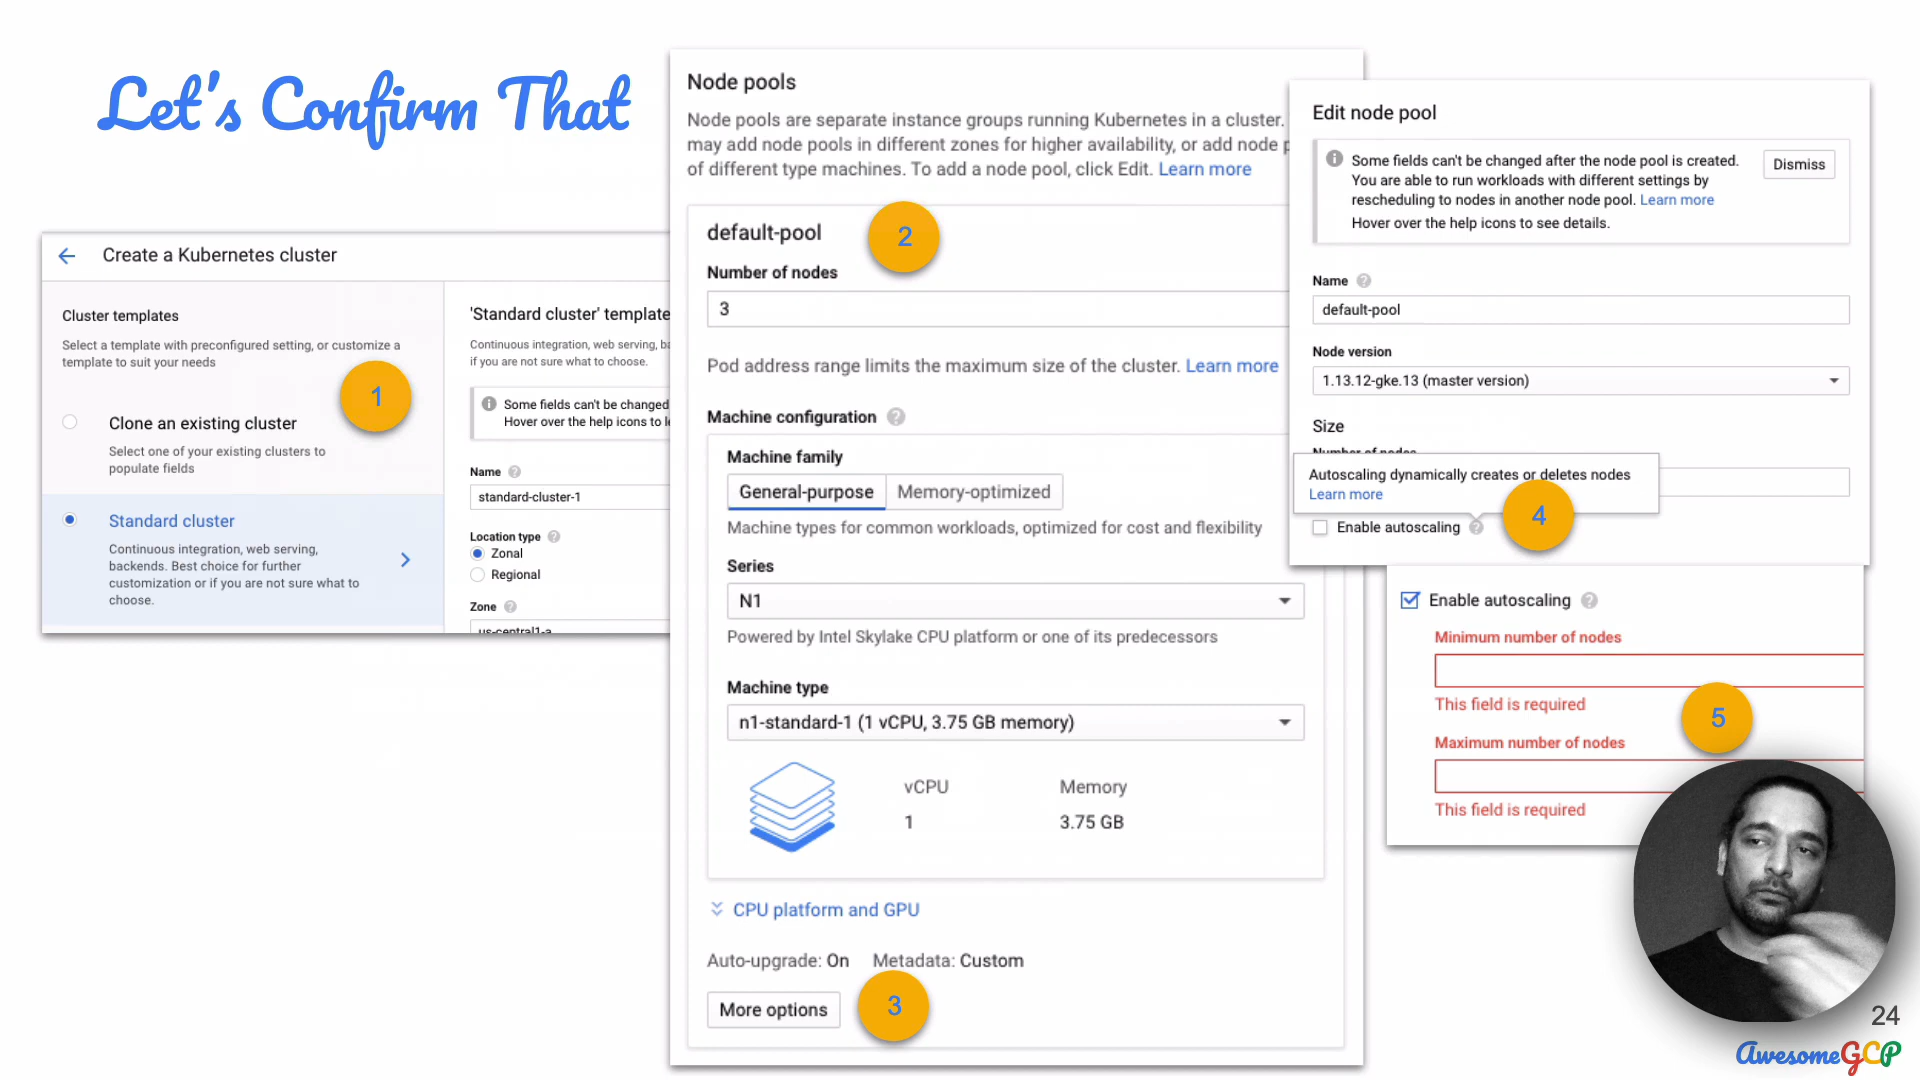 Let's Confirm That
Create a Kubernetes cluster
Cluster templates
Select a template with preconfigured setting, or customize a
template to suit your needs
1
Clone an existing cluster
Select one of your existing clusters to
populate fields
Standard cluster
Continuous integration, web serving,
backends. Best choice for further
customization or if you are not sure what to
choose.
'Standard cluster' template
Continuous integration, web serving,
if you are not sure what to choose.
Some fields can't be changed
Hover over the help icons to
Name
standard-cluster-1
Location type
Zonal
Regional
Zone
us-central1-a
Node pools
Node pools are separate instance groups running Kubernetes in a cluster.
may add node pools in different zones for higher availability, or add node
of different type machines. To add a node pool, click Edit. Learn more
default-pool
2
Number of nodes
3
Pod address range limits the maximum size of the cluster. Learn more
Machine configuration
Machine family
General-purpose
Memory-optimized
Machine types for common workloads, optimized for cost and flexibility
Series
N1
Powered by Intel Skylake CPU platform or one of its predecessors
Machine type
n1-standard-1 (1 vCPU, 3.75 GB memory)
vCPU
Memory
1
3.75 GB
CPU platform and GPU
Auto-upgrade: On
Metadata: Custom
More options
3
Edit node pool
Some fields can't be changed after the node pool is created.
You are able to run workloads with different settings by
rescheduling to nodes in another node pool. Learn more
Hover over the help icons to see details.
Dismiss
Name
default-pool
Node version
1.13.12-gke.13 (master version)
Size
Number of nodes
Autoscaling dynamically creates or deletes nodes
Learn more
4
Enable autoscaling
Enable autoscaling
Minimum number of nodes
This field is required
5
Maximum number of nodes
This field is required
24
AwesomeGCP